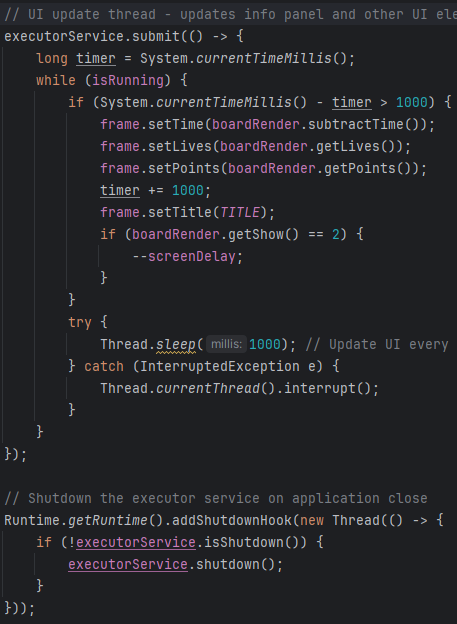 // UI update thread - updates info panel and other UI ele
executorService.submit(() -> {
    long timer = System.currentTimeMillis();
    while (isRunning) {
        if (System.currentTimeMillis() - timer > 1000) {
            frame.setTime(boardRender.subtractTime());
            frame.setLives(boardRender.getLives());
            frame.setPoints(boardRender.getPoints());
            timer += 1000;
            frame.setTitle(TITLE);
            if (boardRender.getShow() == 2) {
                --screenDelay;
            }
        }
        try {
            Thread.sleep( millis: 1000); // Update UI every
        } catch (InterruptedException e) {
            Thread.currentThread().interrupt();
        }
    }
});
// Shutdown the executor service on application close
Runtime.getRuntime().addShutdownHook(new Thread(() -> {
    if (!executorService.isShutdown()) {
        executorService.shutdown();
    }
}));